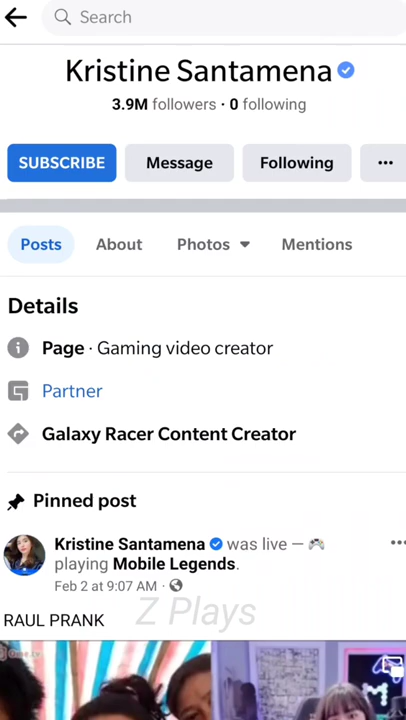 Search
Kristine Santamena
3.9M followers · 0 following
SUBSCRIBE Message Following
Posts About Photos Mentions
Details
Page · Gaming video creator
Partner
Galaxy Racer Content Creator
Pinned post
Kristine Santamena was live — 🎮
playing Mobile Legends.
Feb 2 at 9:07 AM ·
Z Plays
RAUL PRANK
Ome.tv